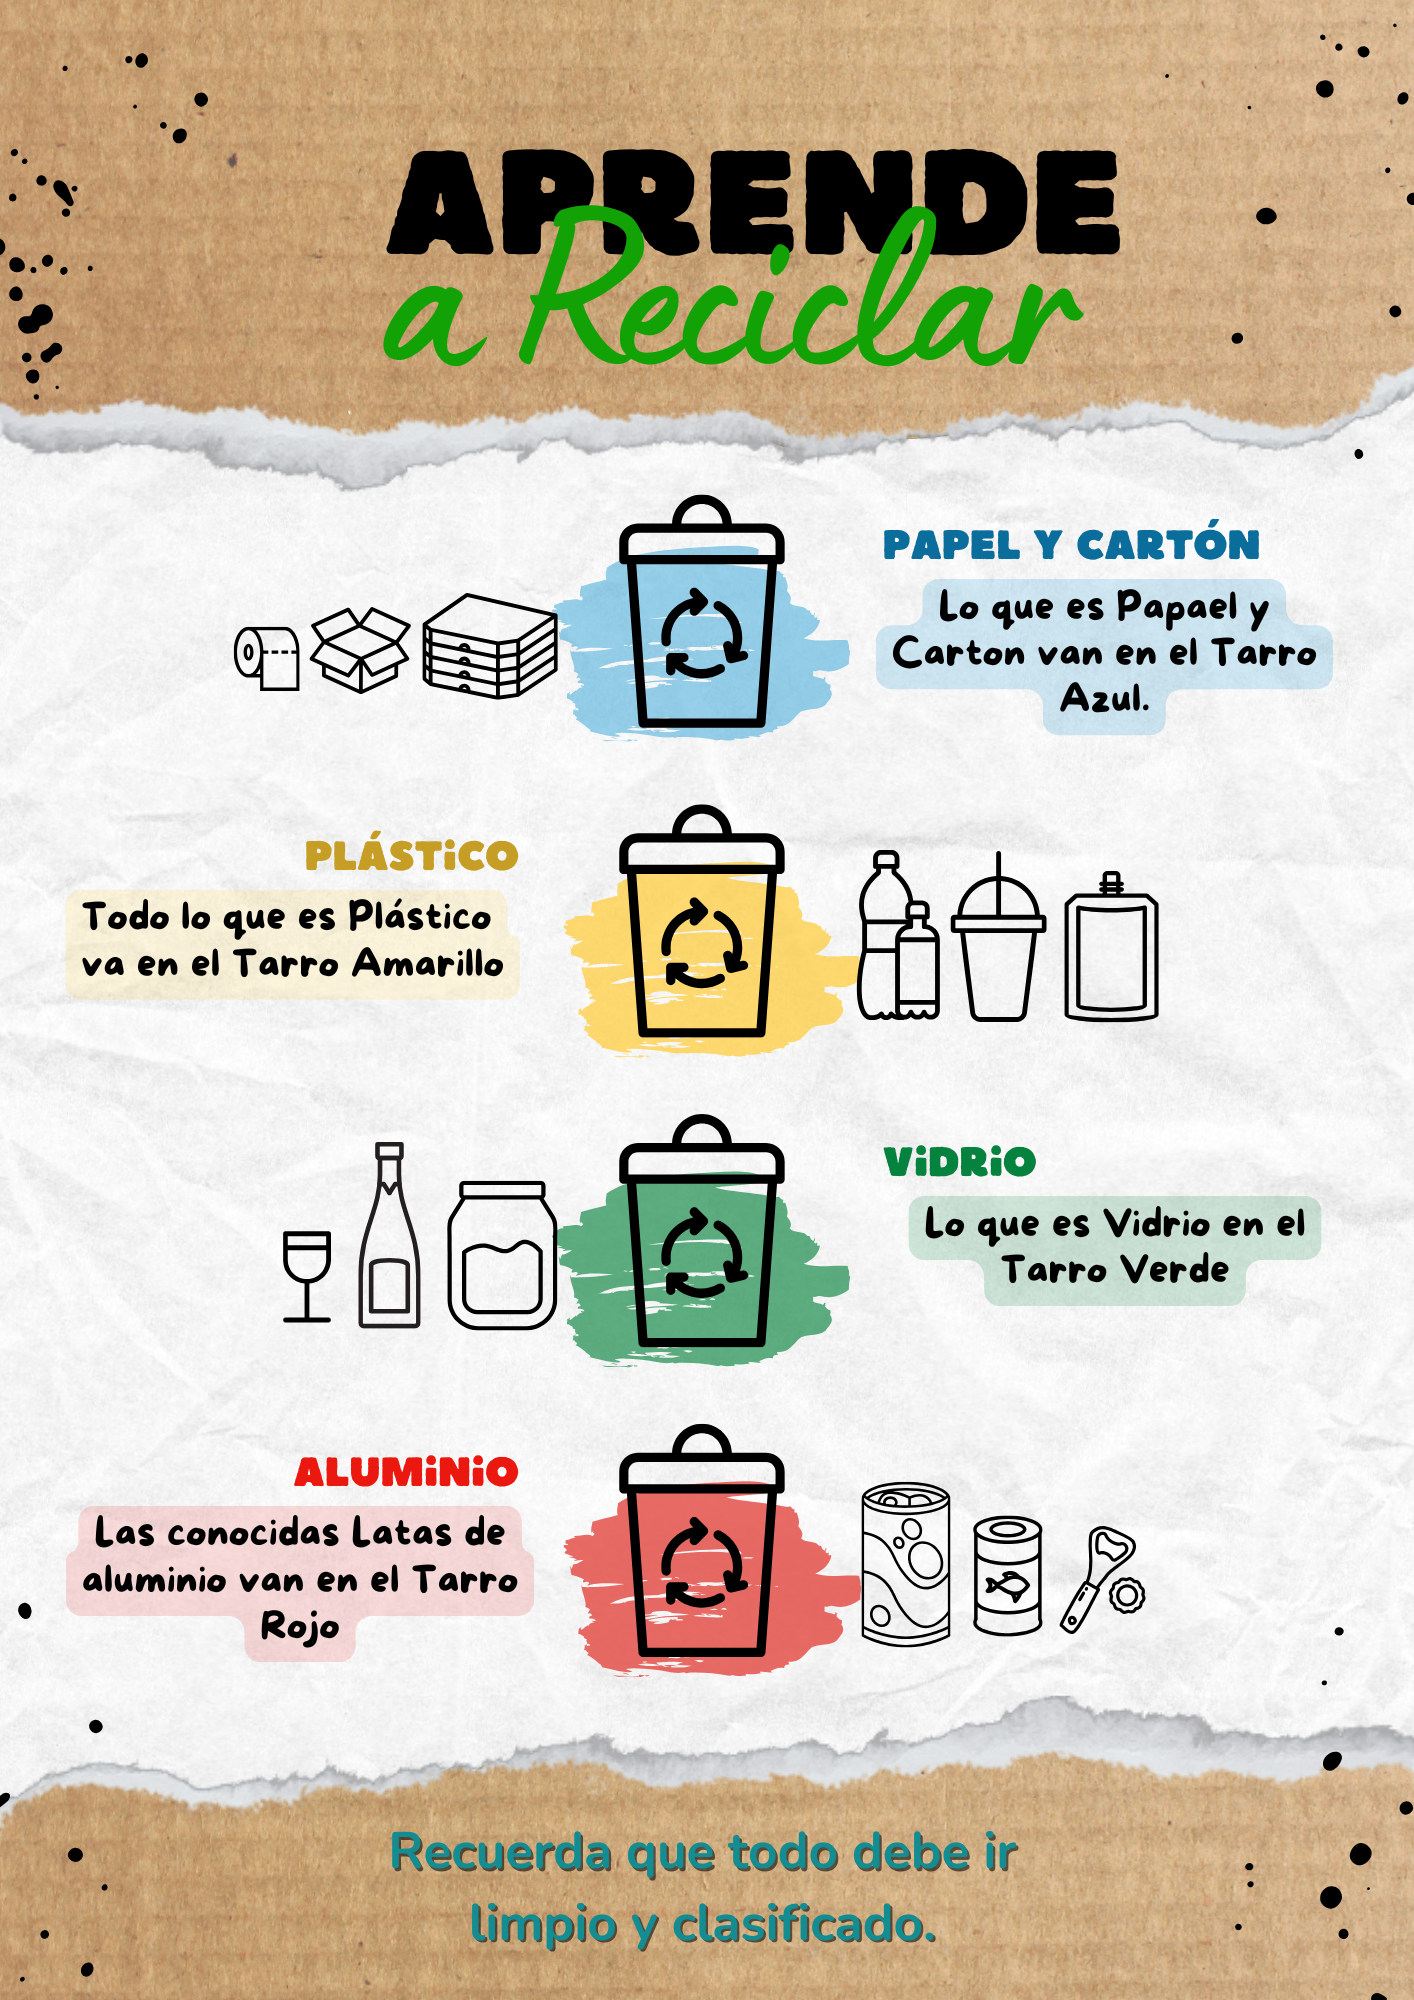 APRENDE
a Reciclar
PAPEL Y CARTÓN
Lo que es Papael y
Carton van en el Tarro
Azul.
PLÁSTiCO
Todo lo que es Plástico
va en el Tarro Amarillo
ViDRiO
Lo que es Vidrio en el
Tarro Verde
ALUMiNiO
Las conocidas Latas de
aluminio van en el Tarro
Rojo
Recuerda que todo debe ir
limpio y clasificado.